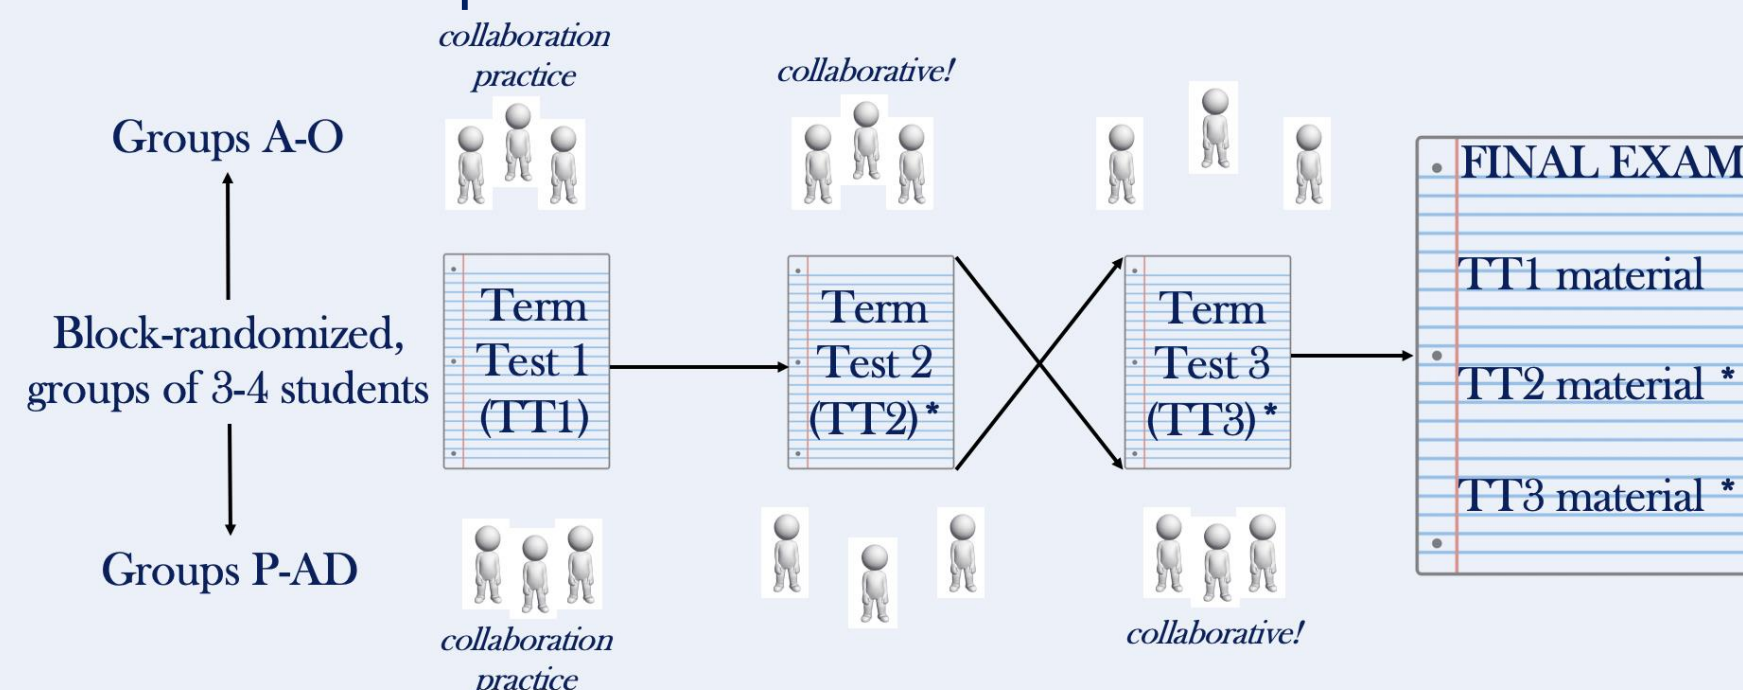 collaboration
practice
collaborative!
Groups A-O
Block-randomized,
groups of 3-4 students
Groups P-AD
Term
Test 1
(TT1)
Term
Test 2
(TT2) *
Term
Test 3
(TT3) *
FINAL EXAM
TT1 material
TT2 material *
TT3 material *
collaboration
practice
collaborative!